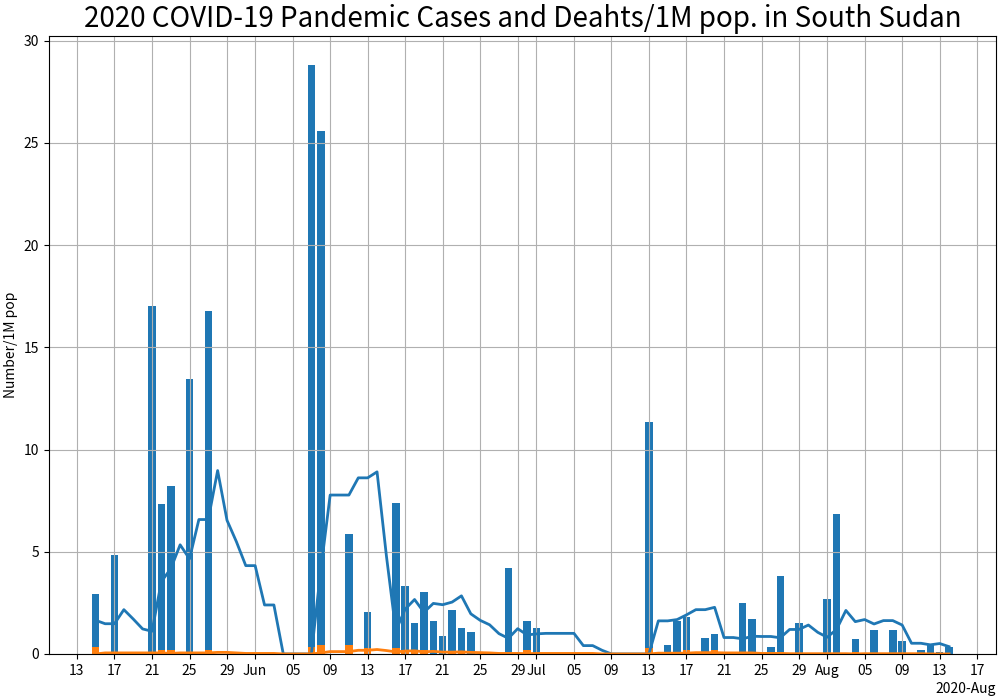 2020 COVID-19 Pandemic Cases and Deahts/1M pop. in South Sudan
30
25
20
15
10
5
0
Number/1M pop
13 17 21 25 29 Jun 05 09 13 17 21 25 29 Jul 05 09 13 17 21 25 29 Aug 05 09 13 17
2020-Aug